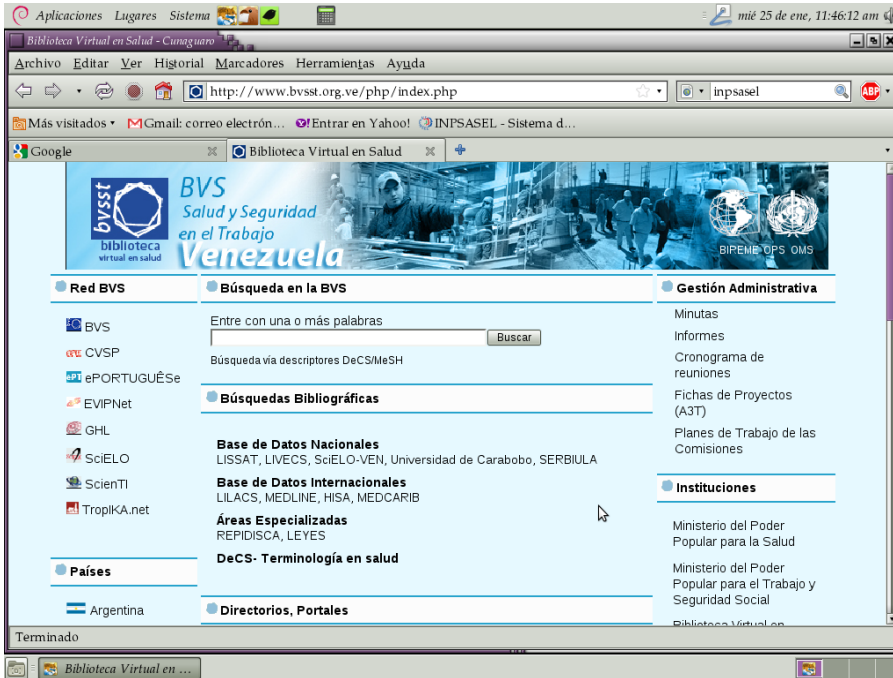 Aplicaciones Lugares Sistema
mié 25 de ene, 11:46:12 am
Biblioteca Virtual en Salud - Cunaguaro
Archivo Editar Ver Historial Marcadores Herramientas Ayuda
http://www.bvsst.org.ve/php/index.php
inpsasel
ABP
Más visitados
Gmail: correo electrón...
Entrar en Yahoo!
INPSASEL - Sistema d...
Google
Biblioteca Virtual en Salud
bvsst
biblioteca
virtual en salud
BVS
Salud y Seguridad
en el Trabajo
Venezuela
BIREME OPS OMS
Red BVS
BVS
CVSP
ePORTUGUÊSe
EVIPNet
GHL
SciELO
ScienTI
TropIKA.net
Países
Argentina
Búsqueda en la BVS
Entre con una o más palabras
Buscar
Búsqueda vía descriptores DeCS/MeSH
Búsquedas Bibliográficas
Base de Datos Nacionales
LISSAT, LIVECS, SciELO-VEN, Universidad de Carabobo, SERBIULA
Base de Datos Internacionales
LILACS, MEDLINE, HISA, MEDCARIB
Áreas Especializadas
REPIDISCA, LEYES
DeCS- Terminología en salud
Directorios, Portales
Gestión Administrativa
Minutas
Informes
Cronograma de
reuniones
Fichas de Proyectos
(A3T)
Planes de Trabajo de las
Comisiones
Instituciones
Ministerio del Poder
Popular para la Salud
Ministerio del Poder
Popular para el Trabajo y
Seguridad Social
Biblioteca Virtual en
Terminado
Biblioteca Virtual en ...